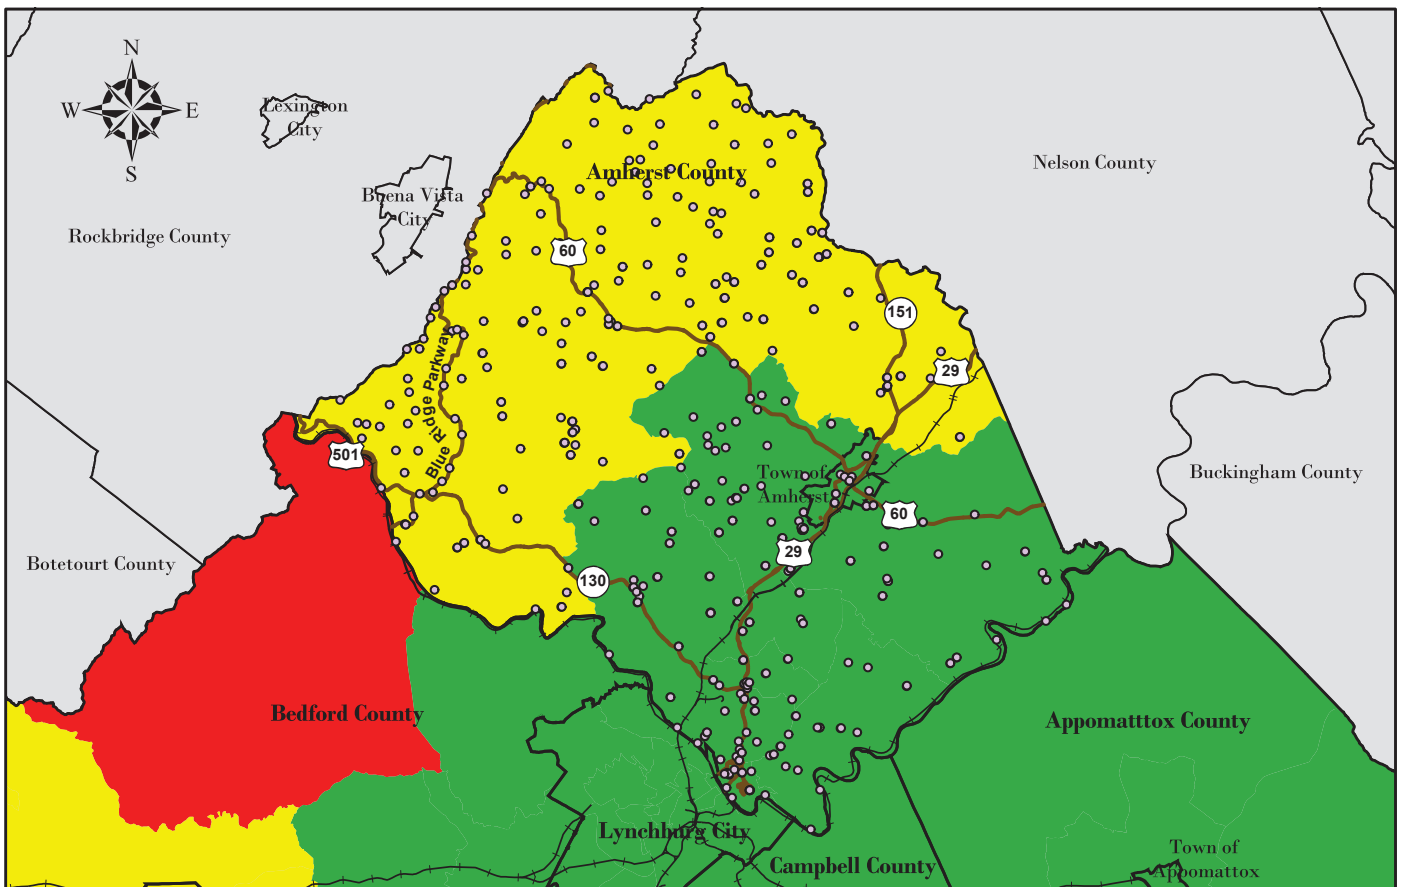 N
W
E
S
Lexington
City
Nelson County
Amherst County
Buena Vista
City
Rockbridge County
60
151
29
Blue Ridge Parkway
501
Town of
Amherst
Buckingham County
60
29
Botetourt County
130
Bedford County
Appomatttox County
Lynchburg City
Campbell County
Town of
Appomattox